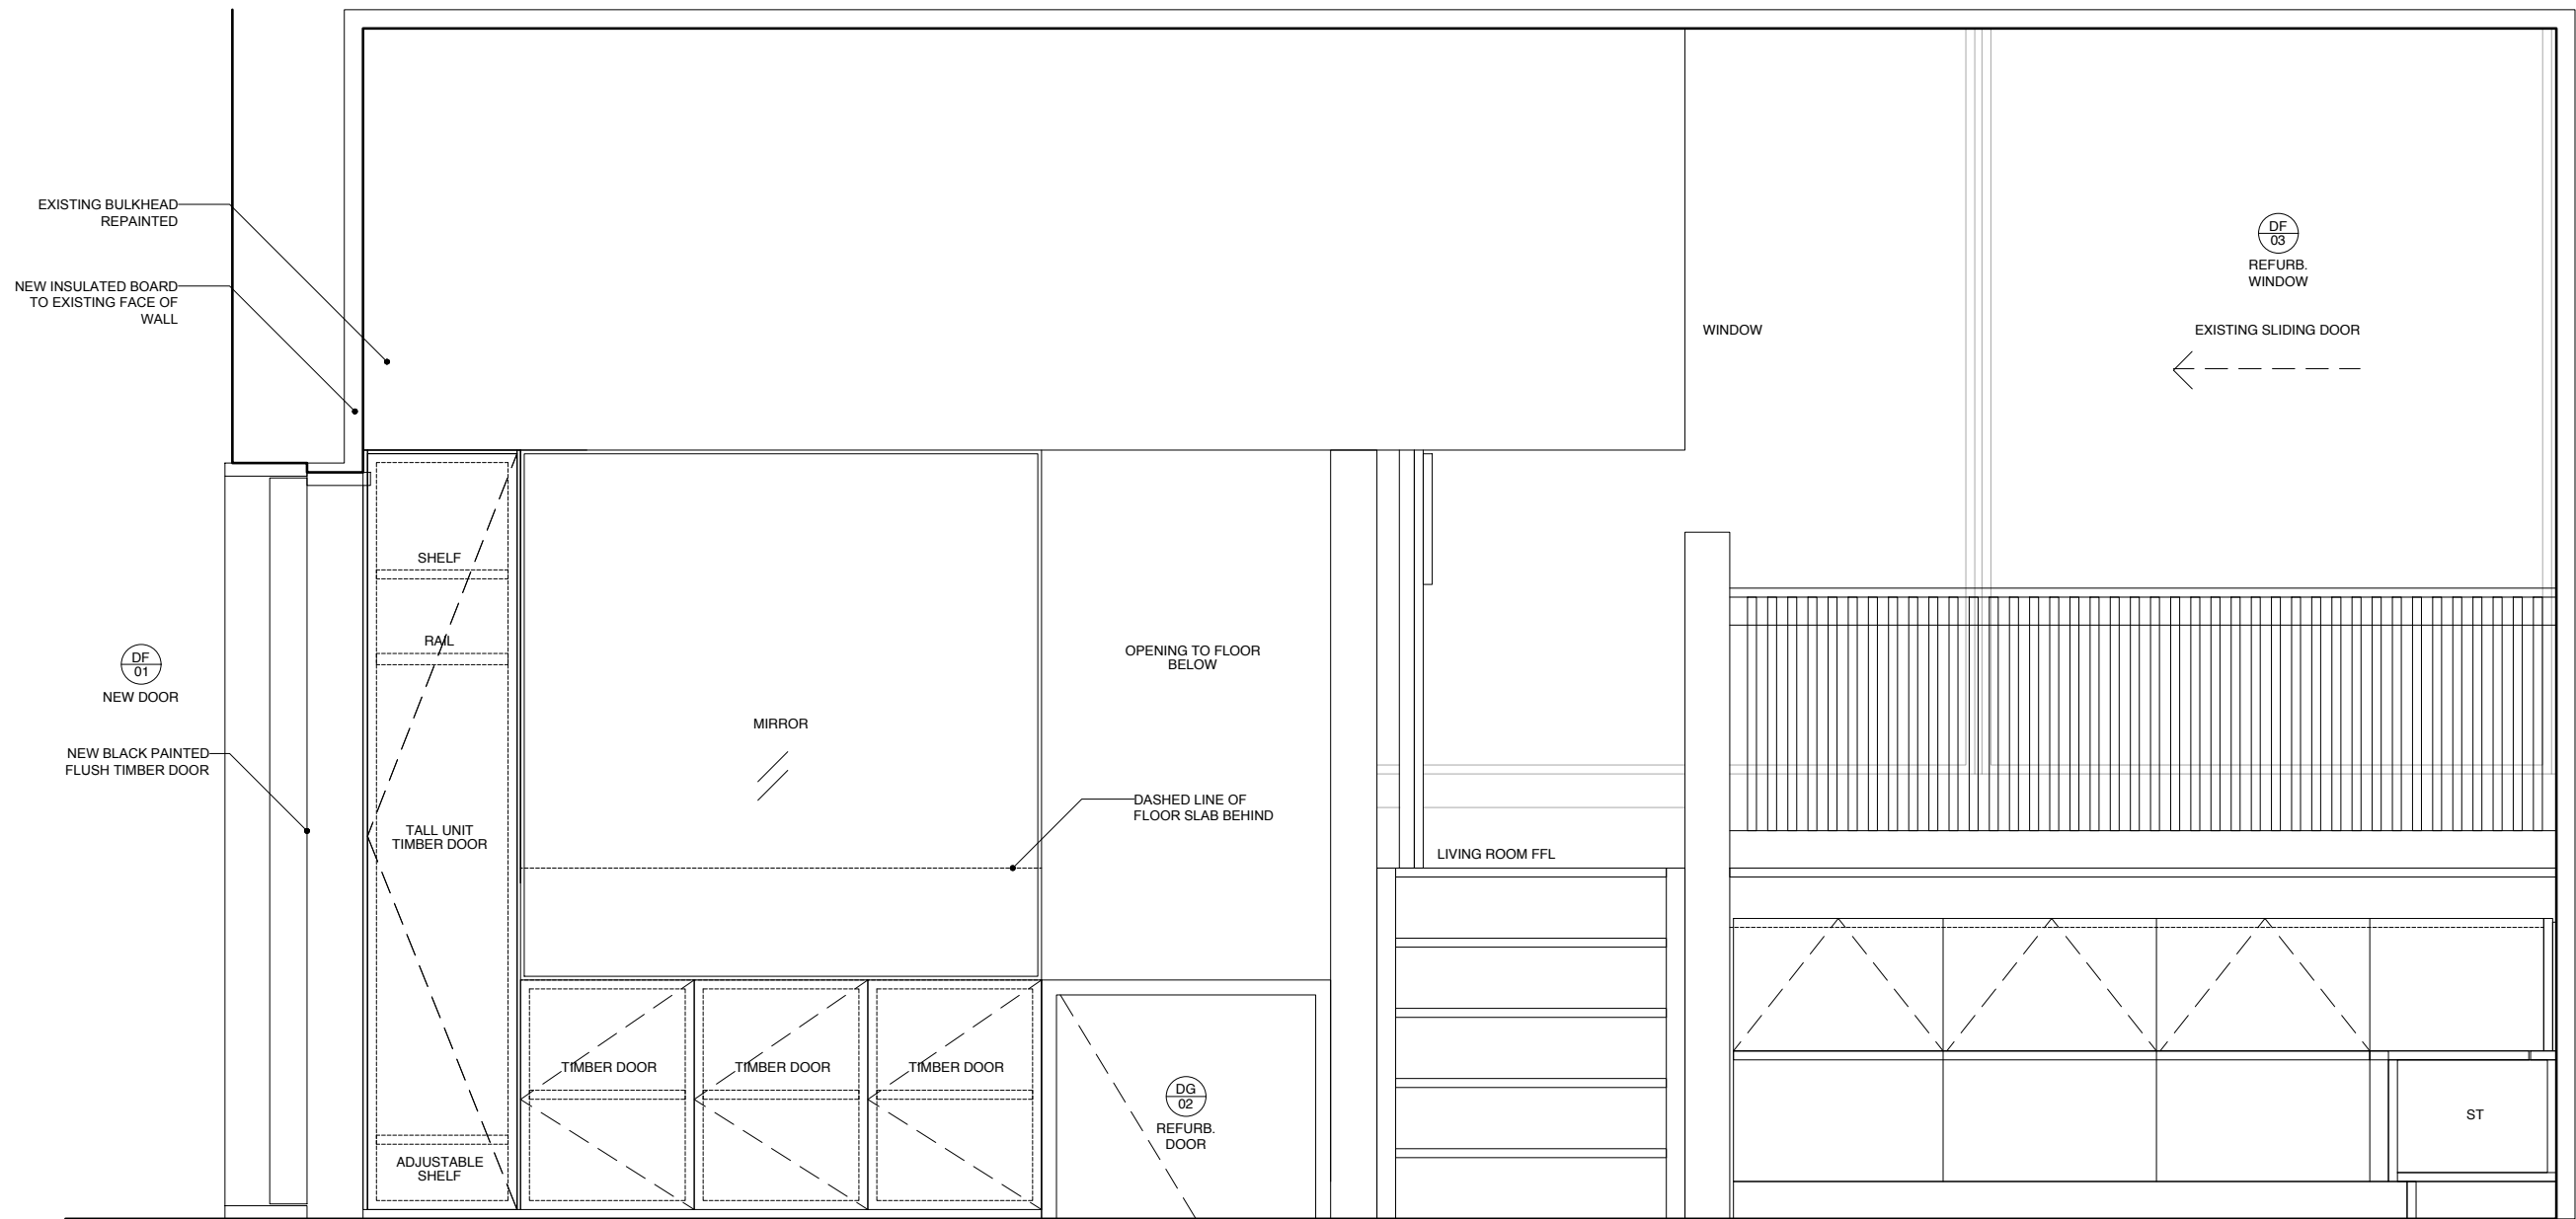 EXISTING BULKHEAD
REPAINTED
NEW INSULATED BOARD
TO EXISTING FACE OF
WALL
DF
01
NEW DOOR
NEW BLACK PAINTED
FLUSH TIMBER DOOR
SHELF
RAIL
TALL UNIT
TIMBER DOOR
ADJUSTABLE
SHELF
MIRROR
TIMBER DOOR
TIMBER DOOR
TIMBER DOOR
OPENING TO FLOOR
BELOW
DASHED LINE OF
FLOOR SLAB BEHIND
DG
02
REFURB.
DOOR
LIVING ROOM FFL
WINDOW
DF
03
REFURB.
WINDOW
EXISTING SLIDING DOOR
ST